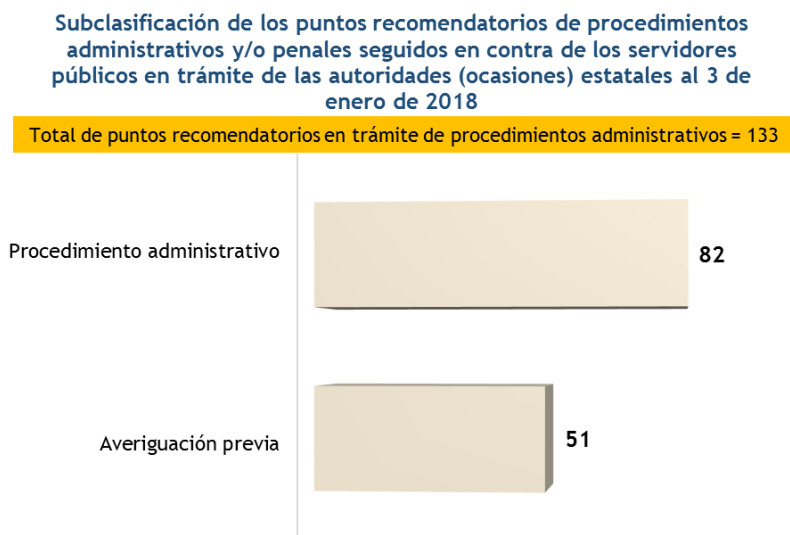 Subclasificación de los puntos recomendatorios de procedimientos
administrativos y/o penales seguidos en contra de los servidores
públicos en trámite de las autoridades (ocasiones) estatales al 3 de
enero de 2018
Total de puntos recomendatorios en trámite de procedimientos administrativos = 133
Procedimiento administrativo
82
Averiguación previa
51